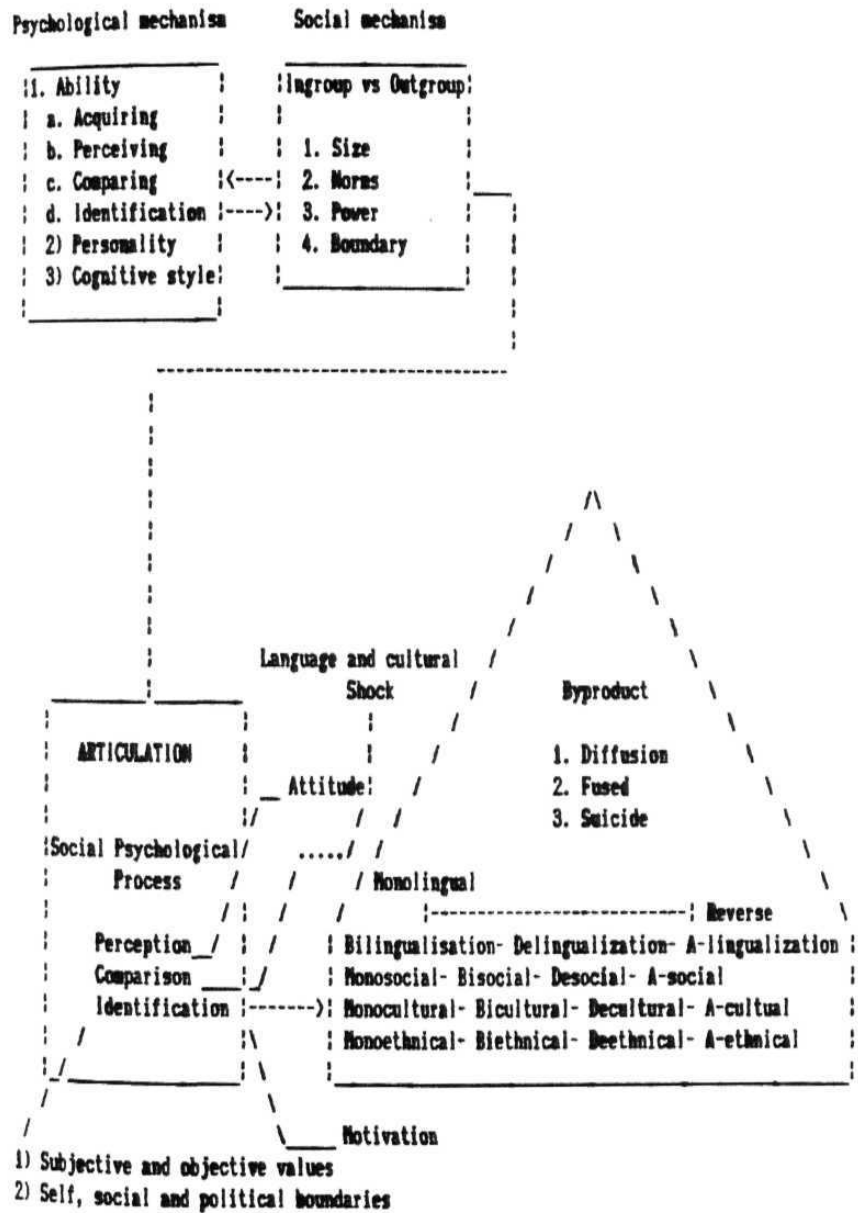 Psychological mechanism
Social mechanism
1. Ability
a. Acquiring
b. Perceiving
c. Comparing
d. Identification
2) Personality
3) Cognitive style
Ingroup vs Outgroup
1. Size
2. Norms
3. Power
4. Boundary
Language and cultural
Shock
ARTICULATION
Attitude
Social Psychological
Process
Perception
Comparison
Identification
Byproduct
1. Diffusion
2. Fused
3. Suicide
Monolingual
Reverse
Bilingualisation- Delingualization- A-lingualization
Monosocial- Bisocial- Desocial- A-social
Monocultural- Bicultural- Decultural- A-cultual
Monoethnical- Biethnical- Deethnical- A-ethnical
Motivation
1) Subjective and objective values
2) Self, social and political boundaries